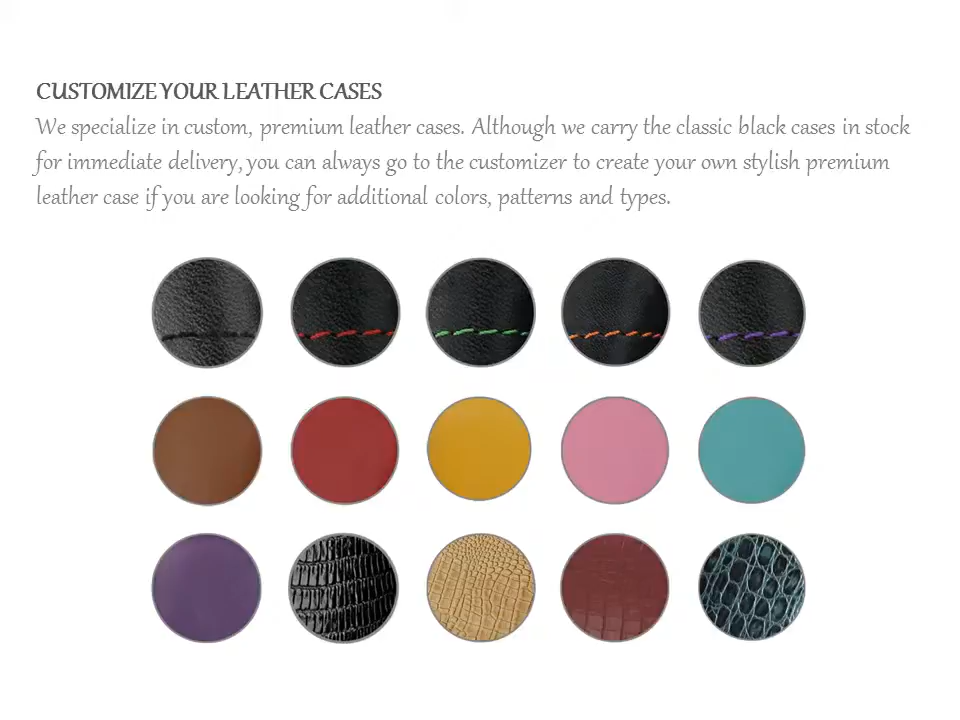 CUSTOMIZE YOUR LEATHER CASES
We specialize in custom, premium leather cases. Although we carry the classic black cases in stock
for immediate delivery, you can always go to the customizer to create your own stylish premium
leather case if you are looking for additional colors, patterns and types.